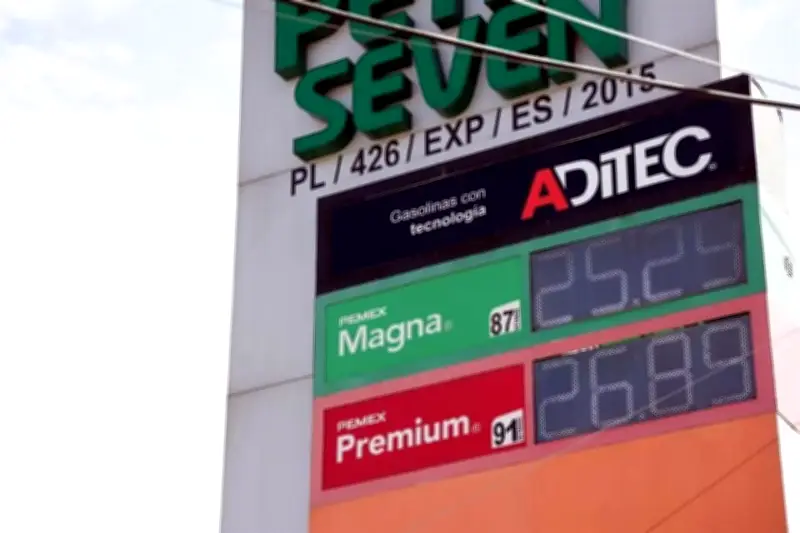 SEVEN
PL / 426 / EXP / ES / 2015
Gasolinas con
tecnología
ADITEC
PEMEX
Magna
87
25.25
PEMEX
Premium
91
26.89